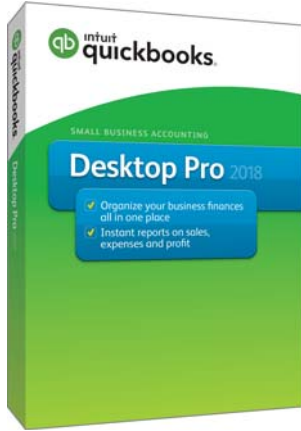 qb
intuit
quickbooks.
SMALL BUSINESS ACCOUNTING
Desktop Pro 2018
Organize your business finances
all in one place
Instant reports on sales,
expenses and profit
quickbooks
Desktop Pro